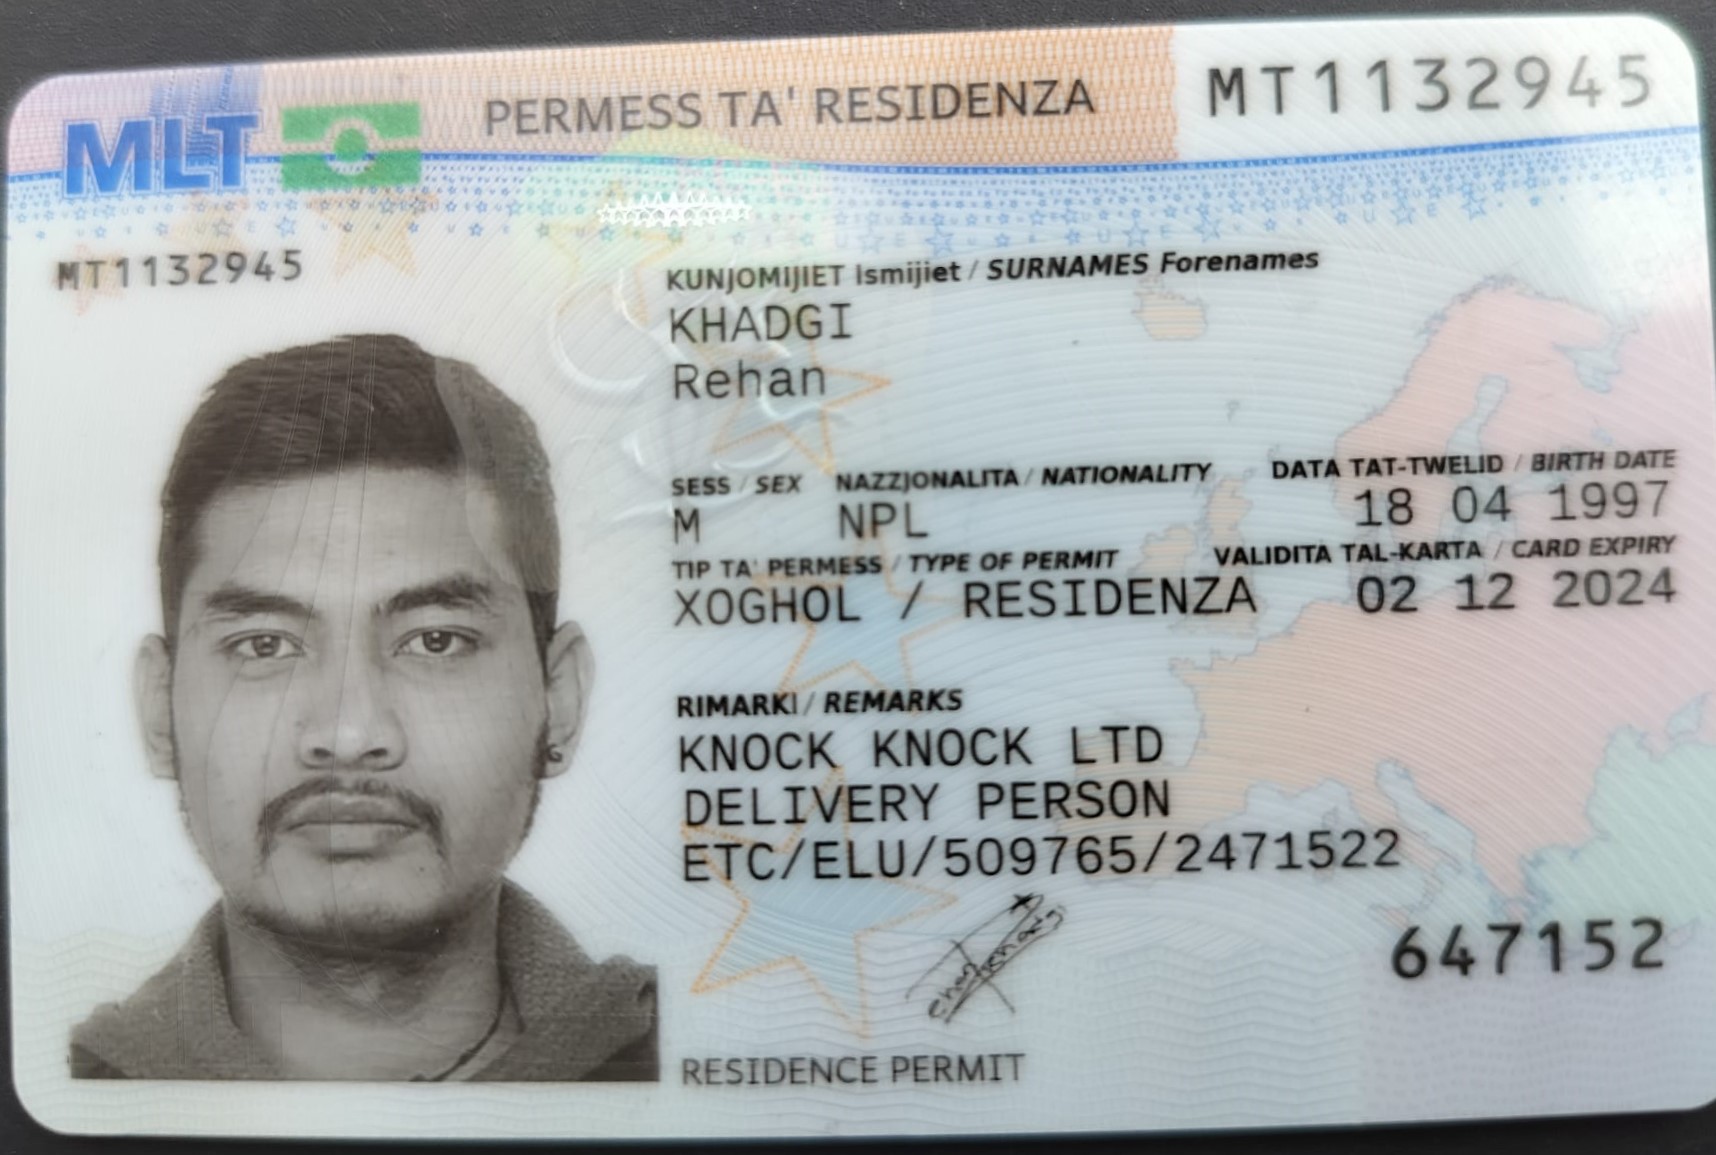 MLT
PERMESS TA' RESIDENZA
MT1132945
MT1132945
KUNJOMIJIET Ismijiet / SURNAMES Forenames
KHADGI
Rehan
SESS / SEX NAZZJONALITA / NATIONALITY DATA TAT-TWELID / BIRTH DATE
M NPL 18 04 1997
TIP TA' PERMESS / TYPE OF PERMIT VALIDITA TAL-KARTA / CARD EXPIRY
XOGHOL / RESIDENZA 02 12 2024
RIMARKI / REMARKS
KNOCK KNOCK LTD
DELIVERY PERSON
ETC/ELU/509765/2471522
647152
RESIDENCE PERMIT